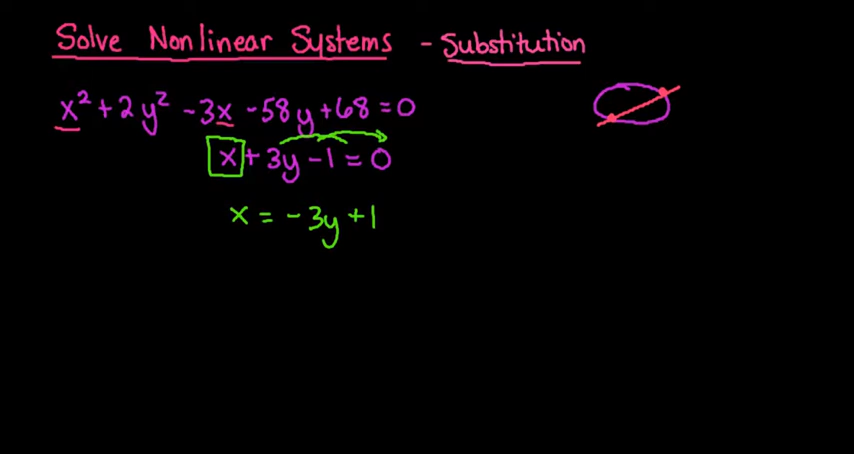 Solve Nonlinear Systems - Substitution
x² + 2y² - 3x - 58y + 68 = 0
x + 3y - 1 = 0
x = - 3y + 1